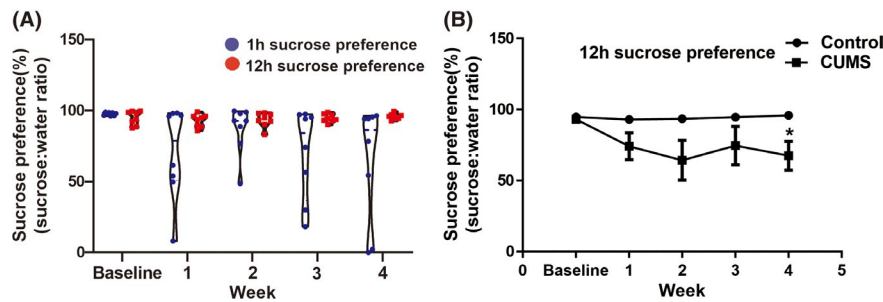 (A)
Sucrose preference(%)
(sucrose:water ratio)
150
100
50
0
1h sucrose preference
12h sucrose preference
Baseline 1 2 3 4
Week
(B)
Sucrose preference(%)
(sucrose:water ratio)
150
100
50
0
12h sucrose preference
Control
CUMS
*
0 Baseline 1 2 3 4 5
Week